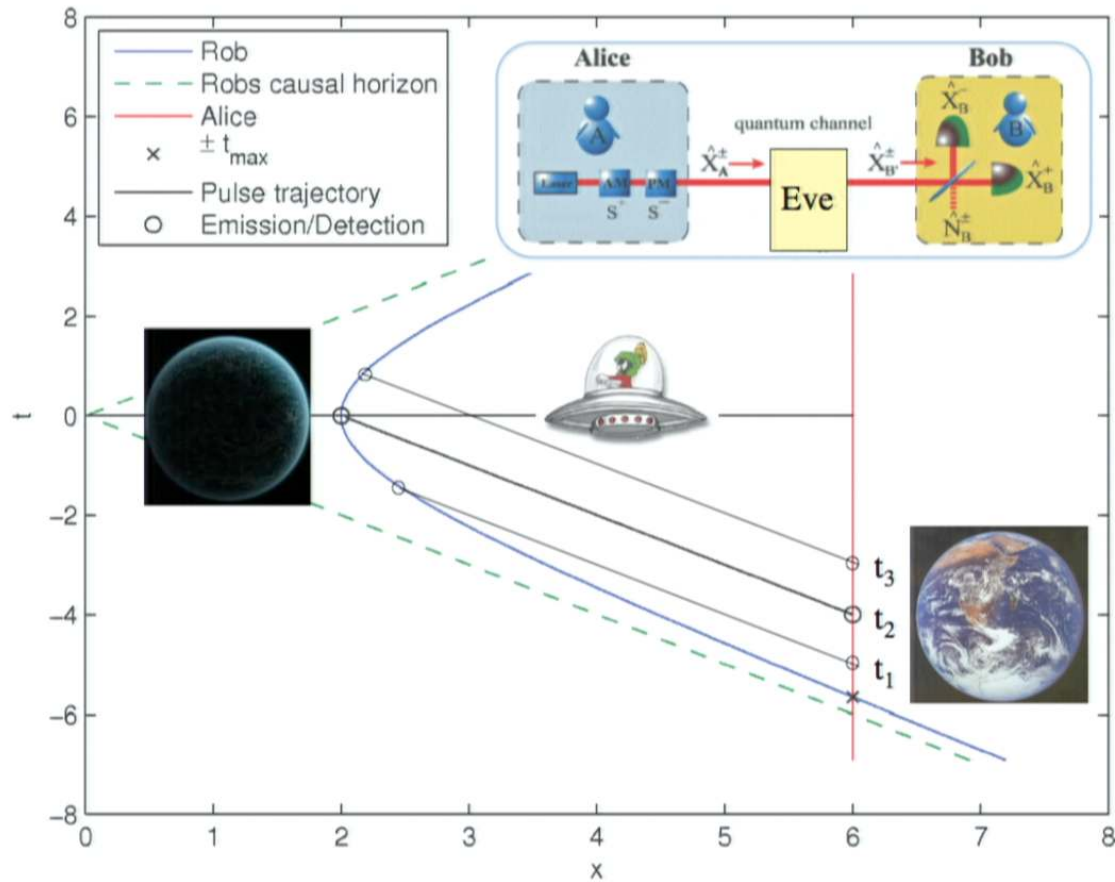 Rob
Robs causal horizon
Alice
± t_max
Pulse trajectory
Emission/Detection
Alice
Bob
A
Laser
AM
PM
S⁺
S⁻
X̂_A^±
quantum channel
Eve
X̂_B'^±
X̂_B^-
B
X̂_B^+
N̂_B^±
8
6
4
2
0
−2
−4
−6
−8
t
t₃
t₂
t₁
0 1 2 3 4 5 6 7 8
x